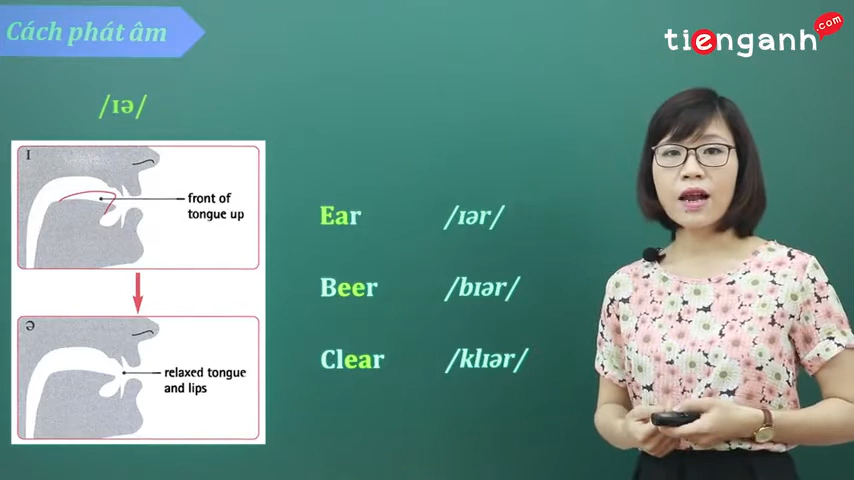 Cách phát âm
tienganh.com
/ɪə/
ɪ
front of
tongue up
ə
relaxed tongue
and lips
Ear /ɪər/
Beer /bɪər/
Clear /klɪər/